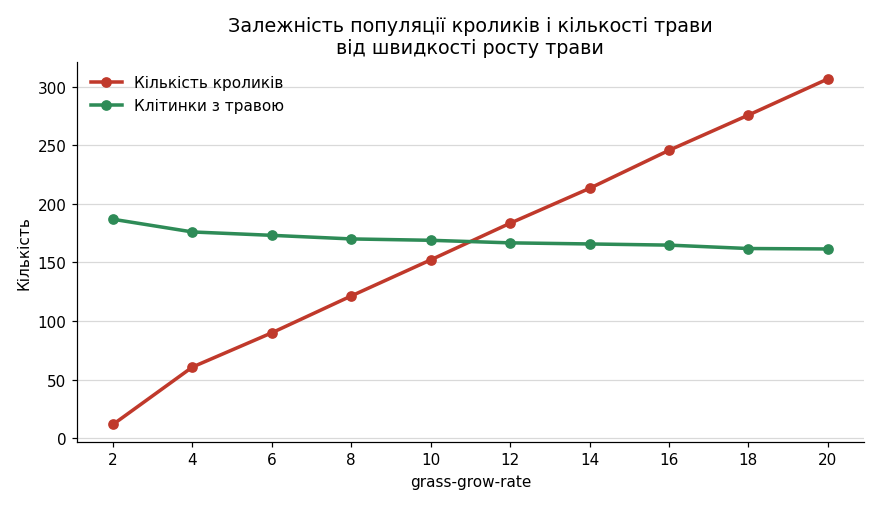 Залежність популяції кроликів і кількості трави
від швидкості росту трави
Кількість кроликів
Клітинки з травою
Кількість
300
250
200
150
100
50
0
2 4 6 8 10 12 14 16 18 20
grass-grow-rate